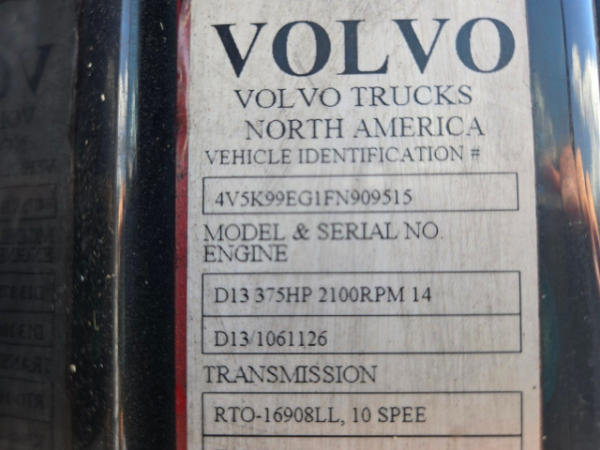 VOLVO
VOLVO TRUCKS
NORTH AMERICA
VEHICLE IDENTIFICATION #
4V5K99EG1FN909515
MODEL & SERIAL NO.
ENGINE
D13 375HP 2100RPM 14
D13/1061126
TRANSMISSION
RTO-16908LL, 10 SPEE